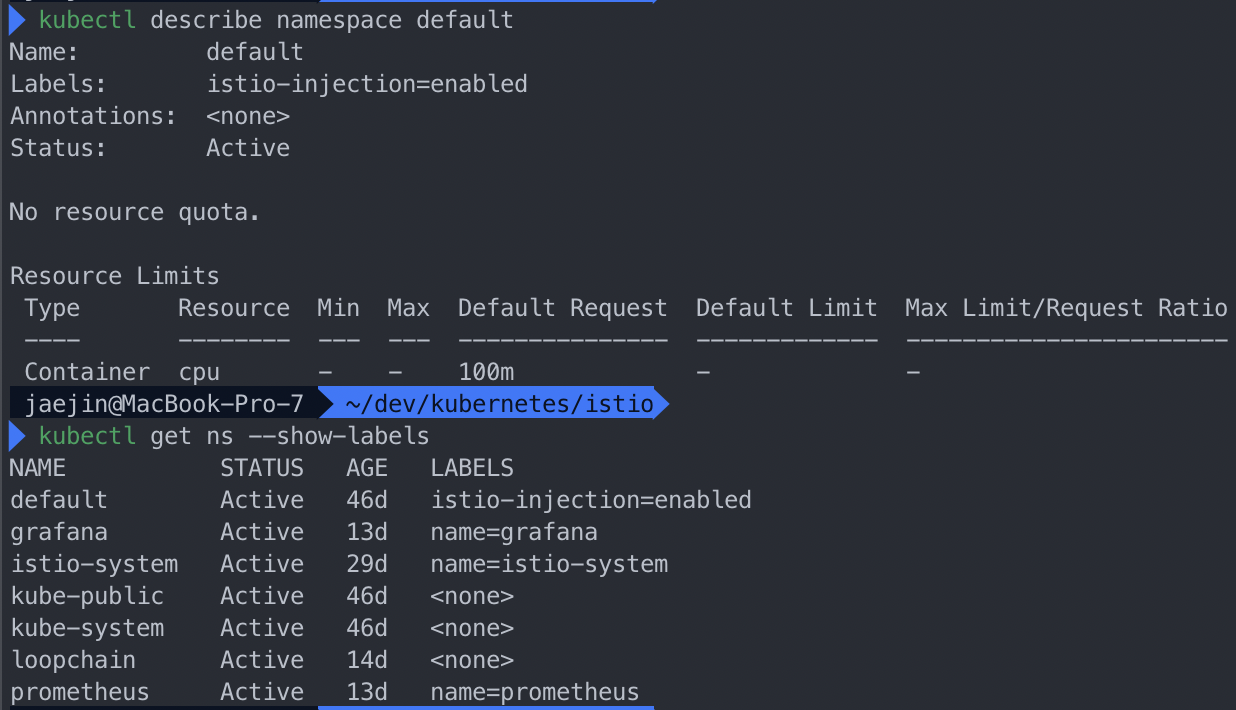 kubectl describe namespace default
Name:         default
Labels:       istio-injection=enabled
Annotations:  <none>
Status:       Active
No resource quota.
Resource Limits
 Type       Resource  Min  Max  Default Request  Default Limit  Max Limit/Request Ratio
 ----       --------  ---  ---  ---------------  -------------  -----------------------
 Container  cpu       -    -    100m             -              -
jaejin@MacBook-Pro-7 ~/dev/kubernetes/istio
kubectl get ns --show-labels
NAME           STATUS   AGE   LABELS
default        Active   46d   istio-injection=enabled
grafana        Active   13d   name=grafana
istio-system   Active   29d   name=istio-system
kube-public    Active   46d   <none>
kube-system    Active   46d   <none>
loopchain      Active   14d   <none>
prometheus     Active   13d   name=prometheus